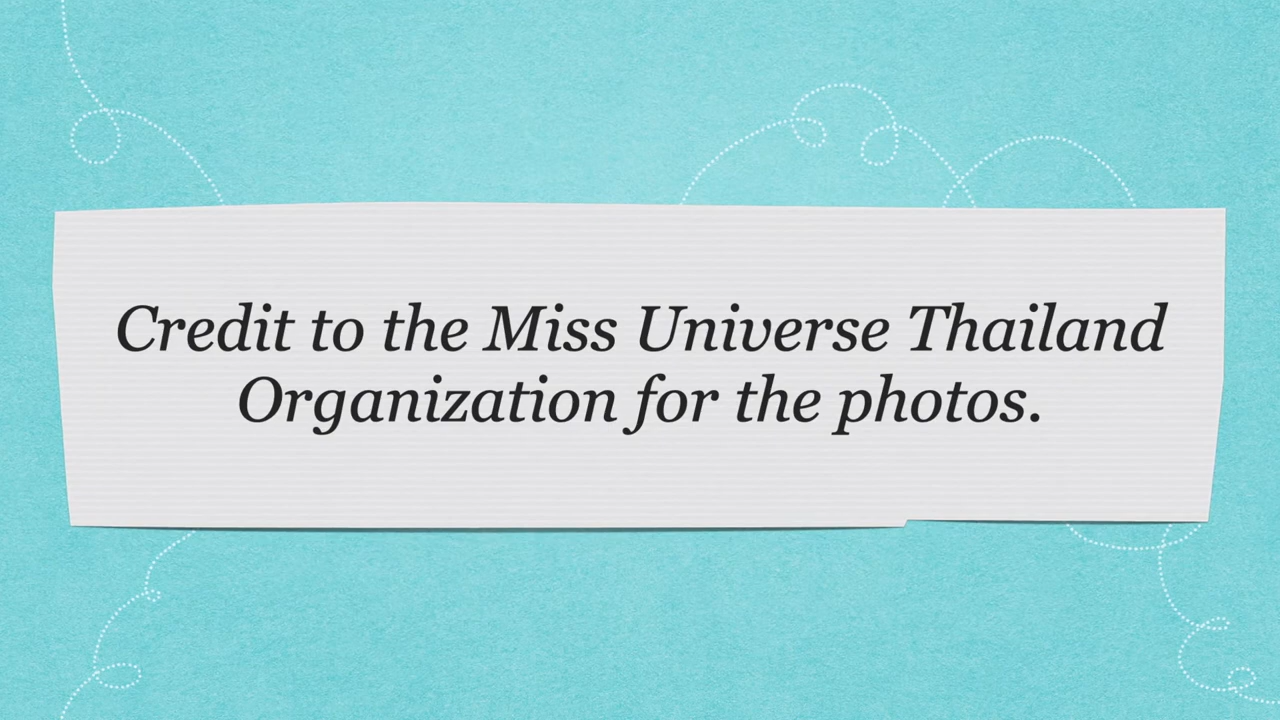 Credit to the Miss Universe Thailand
Organization for the photos.